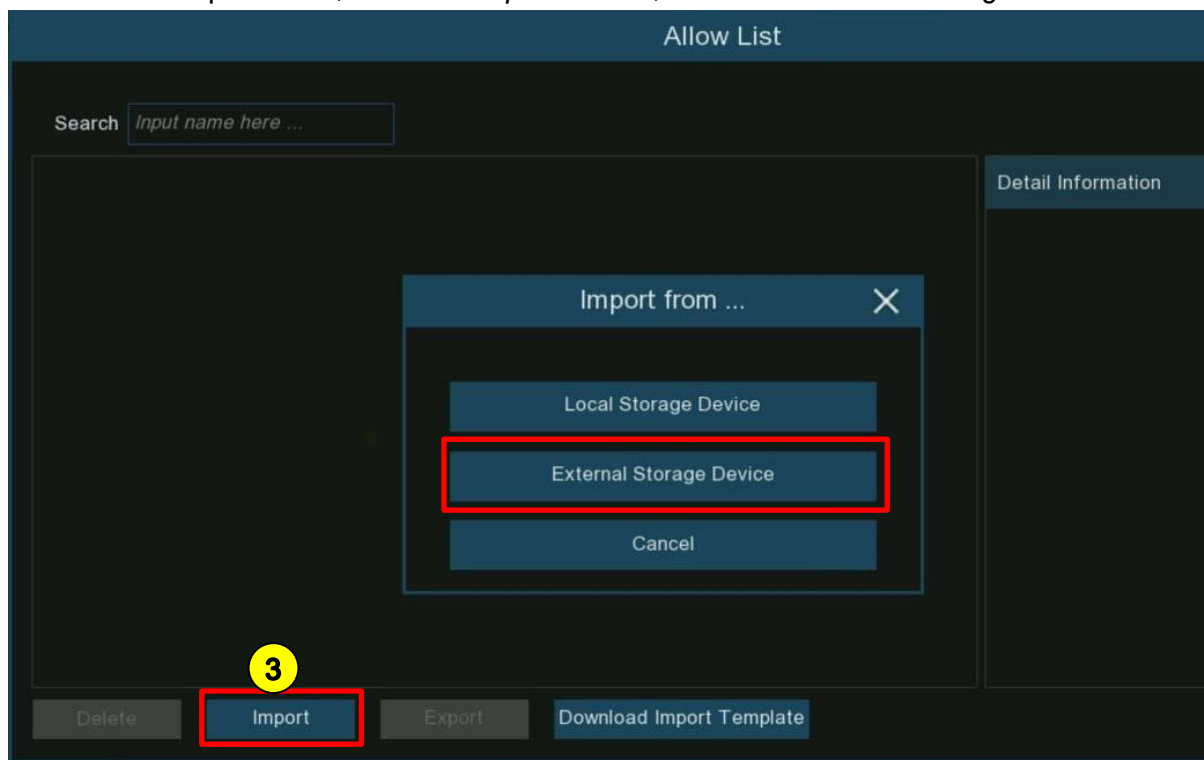 Allow List
Search Input name here ...
Detail Information
Import from ...
Local Storage Device
External Storage Device
Cancel
3
Delete Import Export Download Import Template